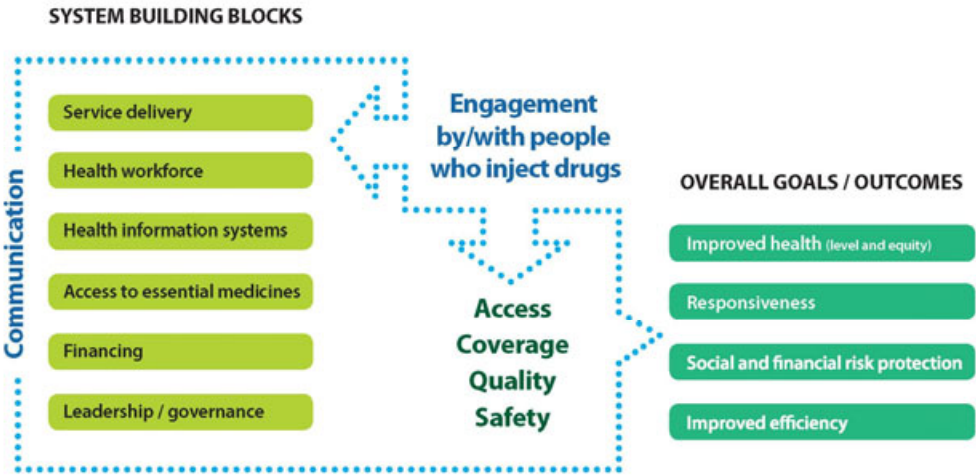 SYSTEM BUILDING BLOCKS
Communication
Service delivery
Health workforce
Health information systems
Access to essential medicines
Financing
Leadership / governance
Engagement
by/with people
who inject drugs
Access
Coverage
Quality
Safety
OVERALL GOALS / OUTCOMES
Improved health (level and equity)
Responsiveness
Social and financial risk protection
Improved efficiency